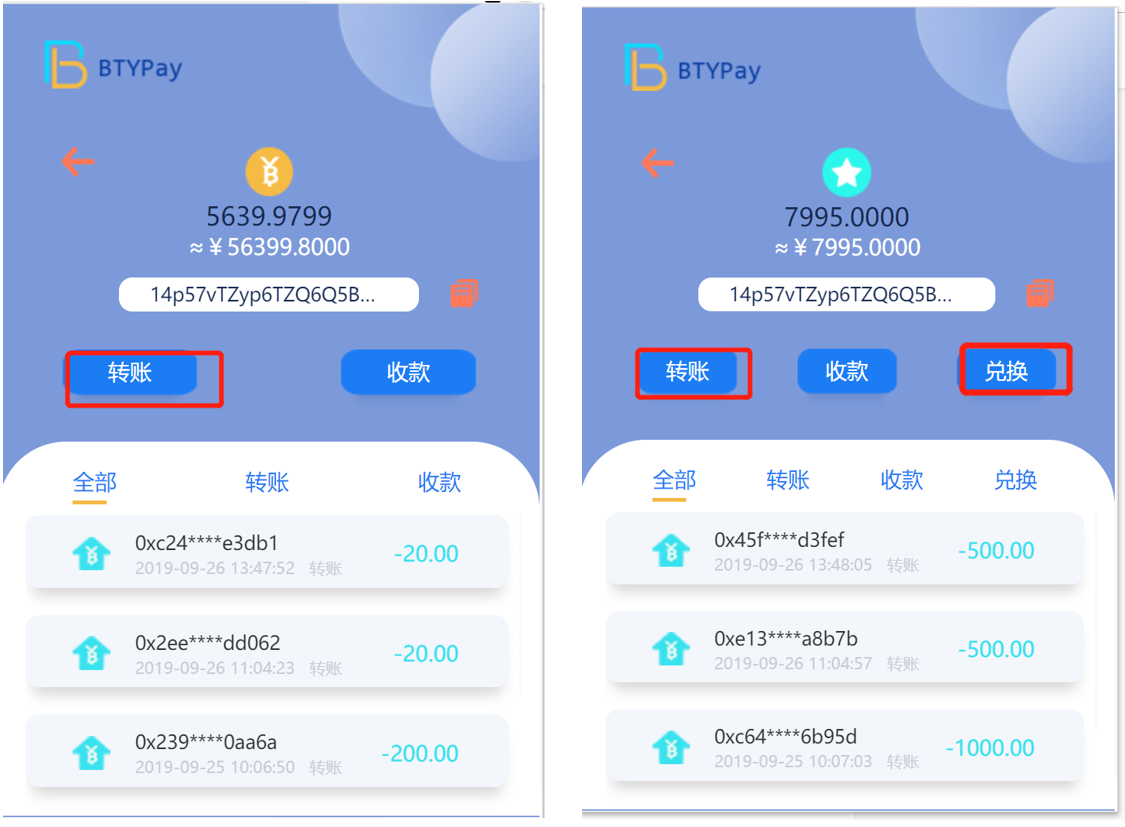 BTYPay
5639.9799
≈￥56399.8000
14p57vTZyp6TZQ6Q5B...
转账
收款
全部
转账
收款
0xc24****e3db1
-20.00
2019-09-26 13:47:52 转账
0x2ee****dd062
-20.00
2019-09-26 11:04:23 转账
0x239****0aa6a
-200.00
2019-09-25 10:06:50 转账
BTYPay
7995.0000
≈￥7995.0000
14p57vTZyp6TZQ6Q5B...
转账
收款
兑换
全部
转账
收款
兑换
0x45f****d3fef
-500.00
2019-09-26 13:48:05 转账
0xe13****a8b7b
-500.00
2019-09-26 11:04:57 转账
0xc64****6b95d
-1000.00
2019-09-25 10:07:03 转账